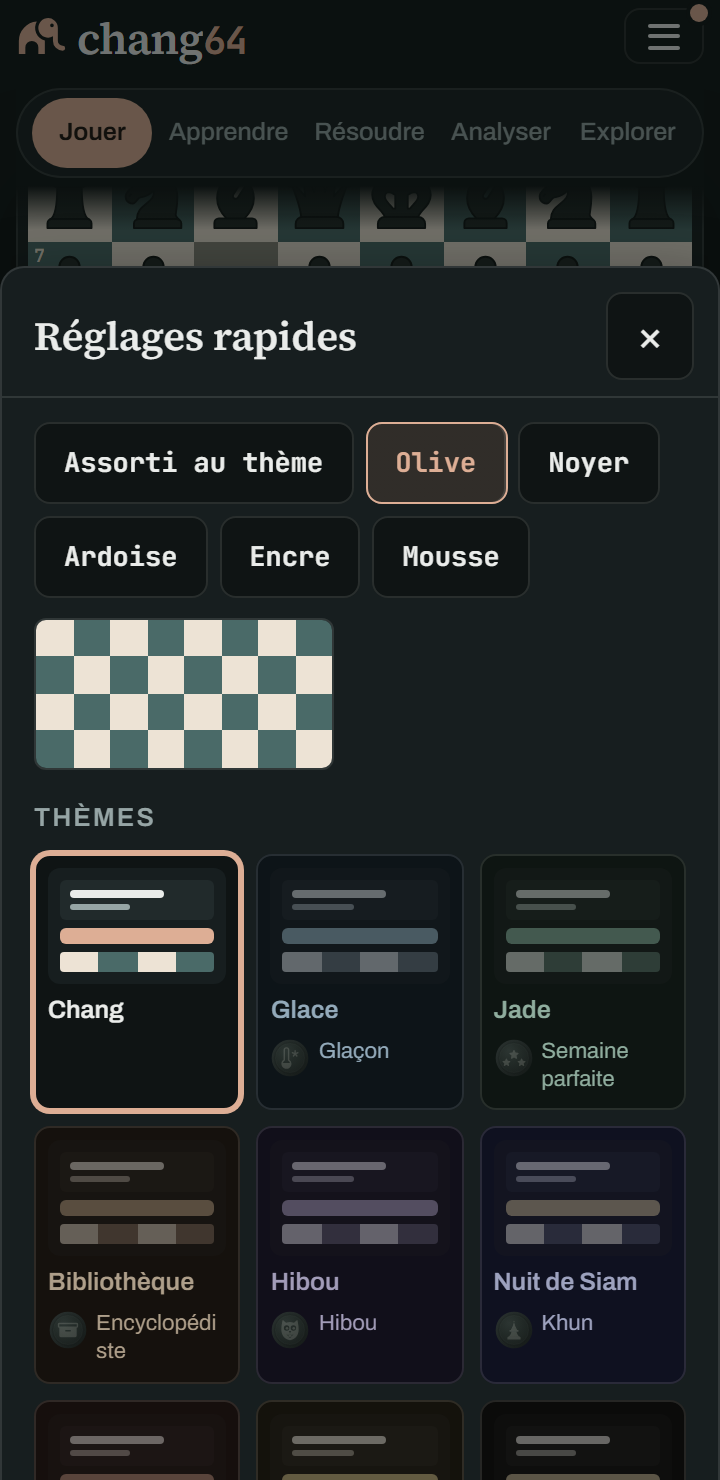 chang64
Jouer Apprendre Résoudre Analyser Explorer
7
Réglages rapides
×
Assorti au thème Olive Noyer
Ardoise Encre Mousse
THÈMES
Chang Glace Jade
Glaçon Semaine
parfaite
Bibliothèque Hibou Nuit de Siam
Encyclopédi Hibou Khun
ste